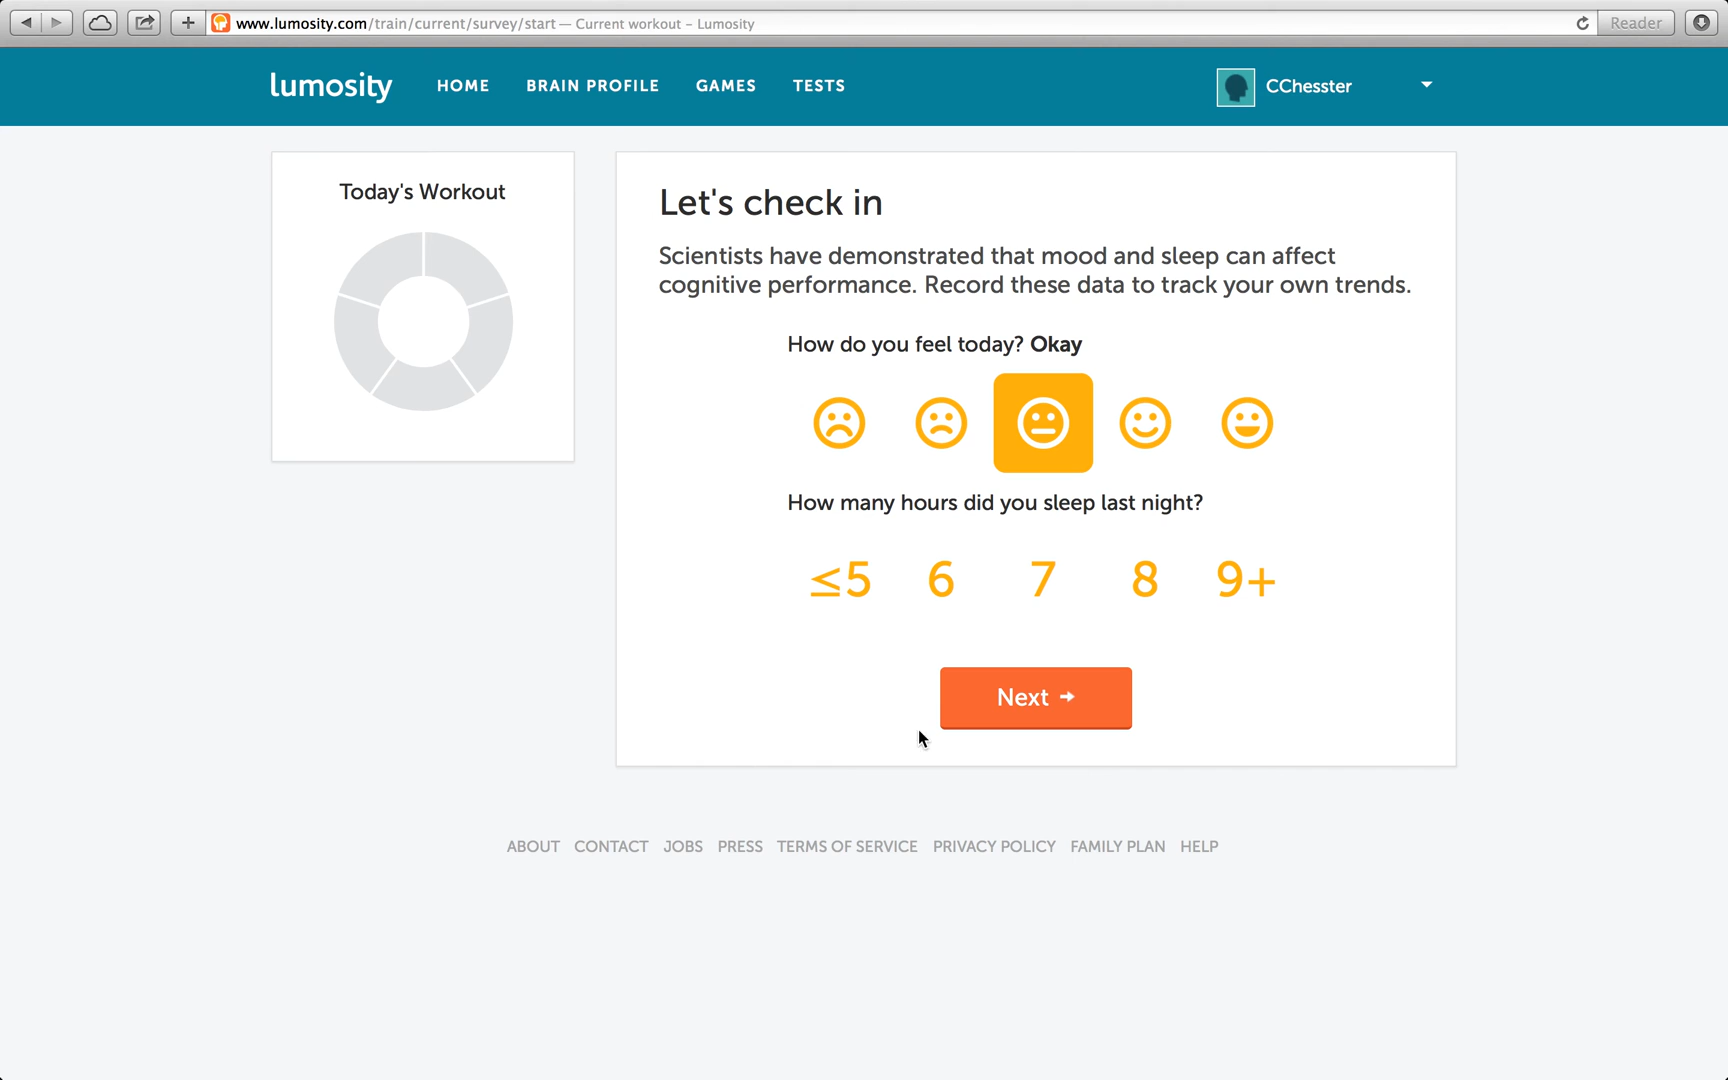 www.lumosity.com/train/current/survey/start — Current workout – Lumosity
Reader
lumosity
HOME
BRAIN PROFILE
GAMES
TESTS
CChesster
Today's Workout
Let's check in
Scientists have demonstrated that mood and sleep can affect
cognitive performance. Record these data to track your own trends.
How do you feel today? Okay
How many hours did you sleep last night?
≤5 6 7 8 9+
Next →
ABOUT CONTACT JOBS PRESS TERMS OF SERVICE PRIVACY POLICY FAMILY PLAN HELP